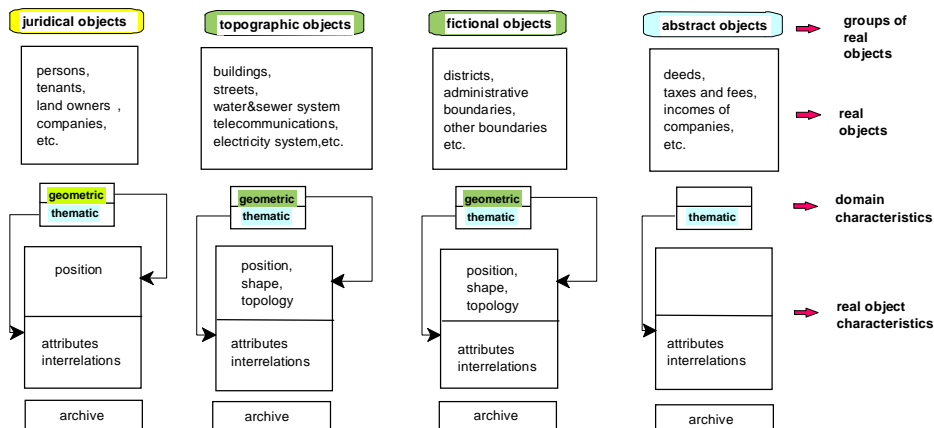 juridical objects
topographic objects
fictional objects
abstract objects
groups of
real
objects
persons,
tenants,
land owners ,
companies,
etc.
buildings,
streets,
water&sewer system
telecommunications,
electricity system,etc.
districts,
administrative
boundaries,
other boundaries
etc.
deeds,
taxes and fees,
incomes of
companies,
etc.
real
objects
geometric
thematic
geometric
thematic
geometric
thematic
thematic
domain
characteristics
position
attributes
interrelations
position,
shape,
topology
attributes
interrelations
position,
shape,
topology
attributes
interrelations
attributes
interrelations
real object
characteristics
archive
archive
archive
archive